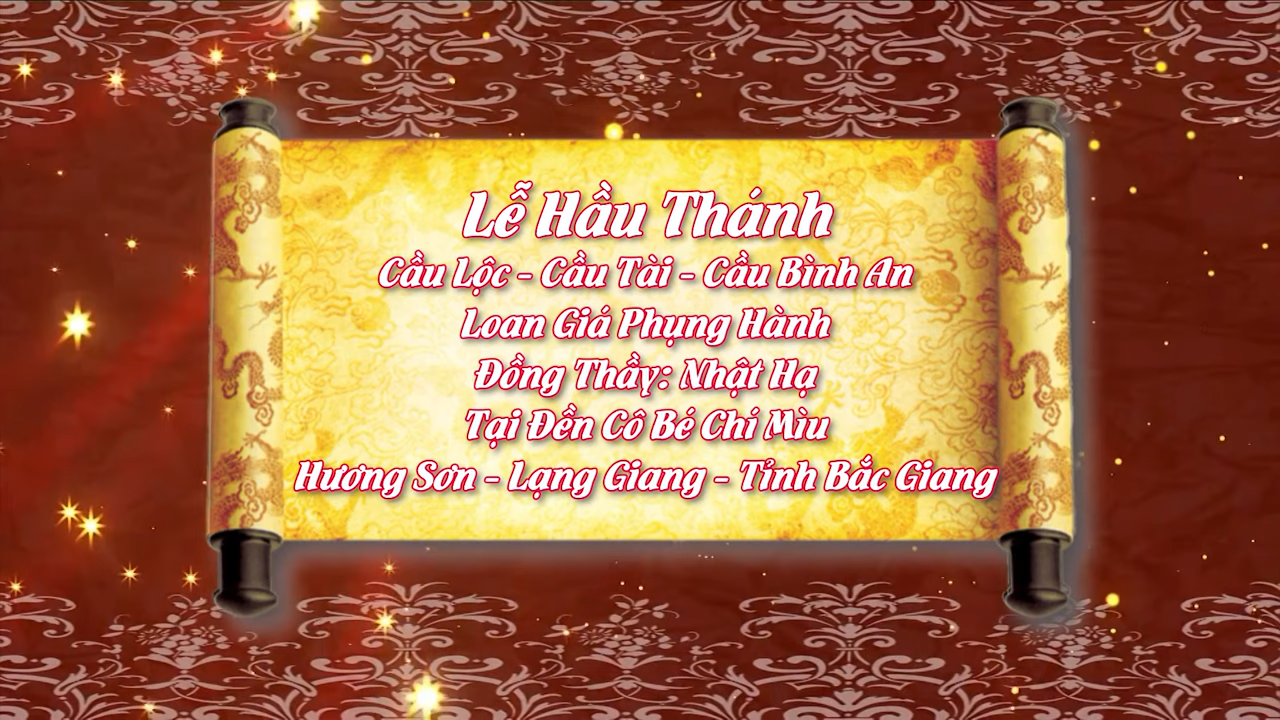 Lễ Hầu Thánh
Cầu Lộc - Cầu Tài - Cầu Bình An
Loan Giá Phụng Hành
Đồng Thầy: Nhật Hạ
Tại Đền Cô Bé Chí Mìu
Hương Sơn - Lạng Giang - Tỉnh Bắc Giang